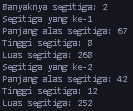 Banyaknya segitiga: 2
Segitiga yang ke-1
Panjang alas segitiga: 67
Tinggi segitiga: 8
Luas segitiga: 268
Segitiga yang ke-2
Panjang alas segitiga: 42
Tinggi segitiga: 12
Luas segitiga: 252